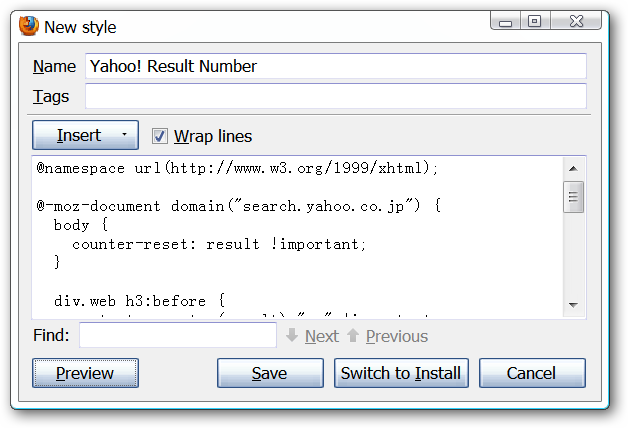 New style
Name Yahoo! Result Number
Tags
Insert Wrap lines
@namespace url(http://www.w3.org/1999/xhtml);
@-moz-document domain("search.yahoo.co.jp") {
body {
counter-reset: result !important;
}
div.web h3:before {
Find: Next Previous
Preview Save Switch to Install Cancel